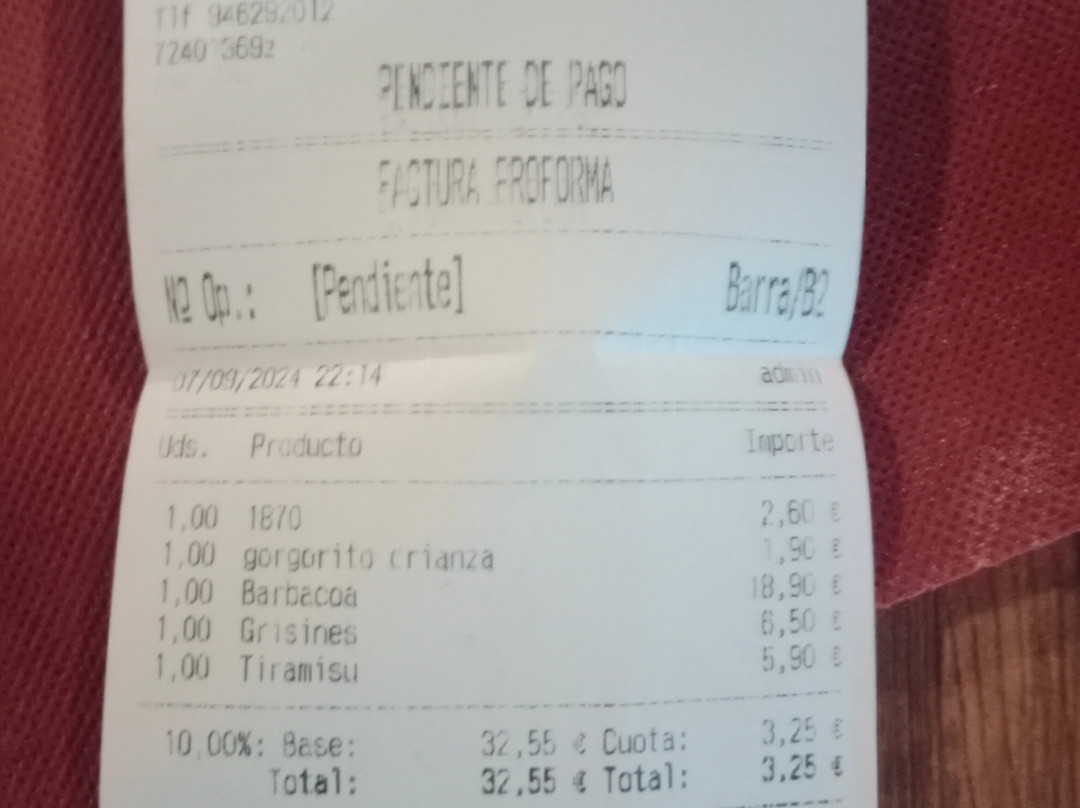 Tlf 946292012
PENDIENTE DE PAGO
FACTURA PROFORMA
Nº Op.: [Pendiente] Barra/B2
07/09/2024 22:14 admin
Uds. Producto Importe
1,00 1870 2,60 €
1,00 gorgorito crianza 1,90 €
1,00 Barbacoa 18,90 €
1,00 Grisines 6,50 €
1,00 Tiramisu 5,90 €
10,00%: Base: 32,55 € Cuota: 3,25 €
Total: 32,55 € Total: 3,25 €